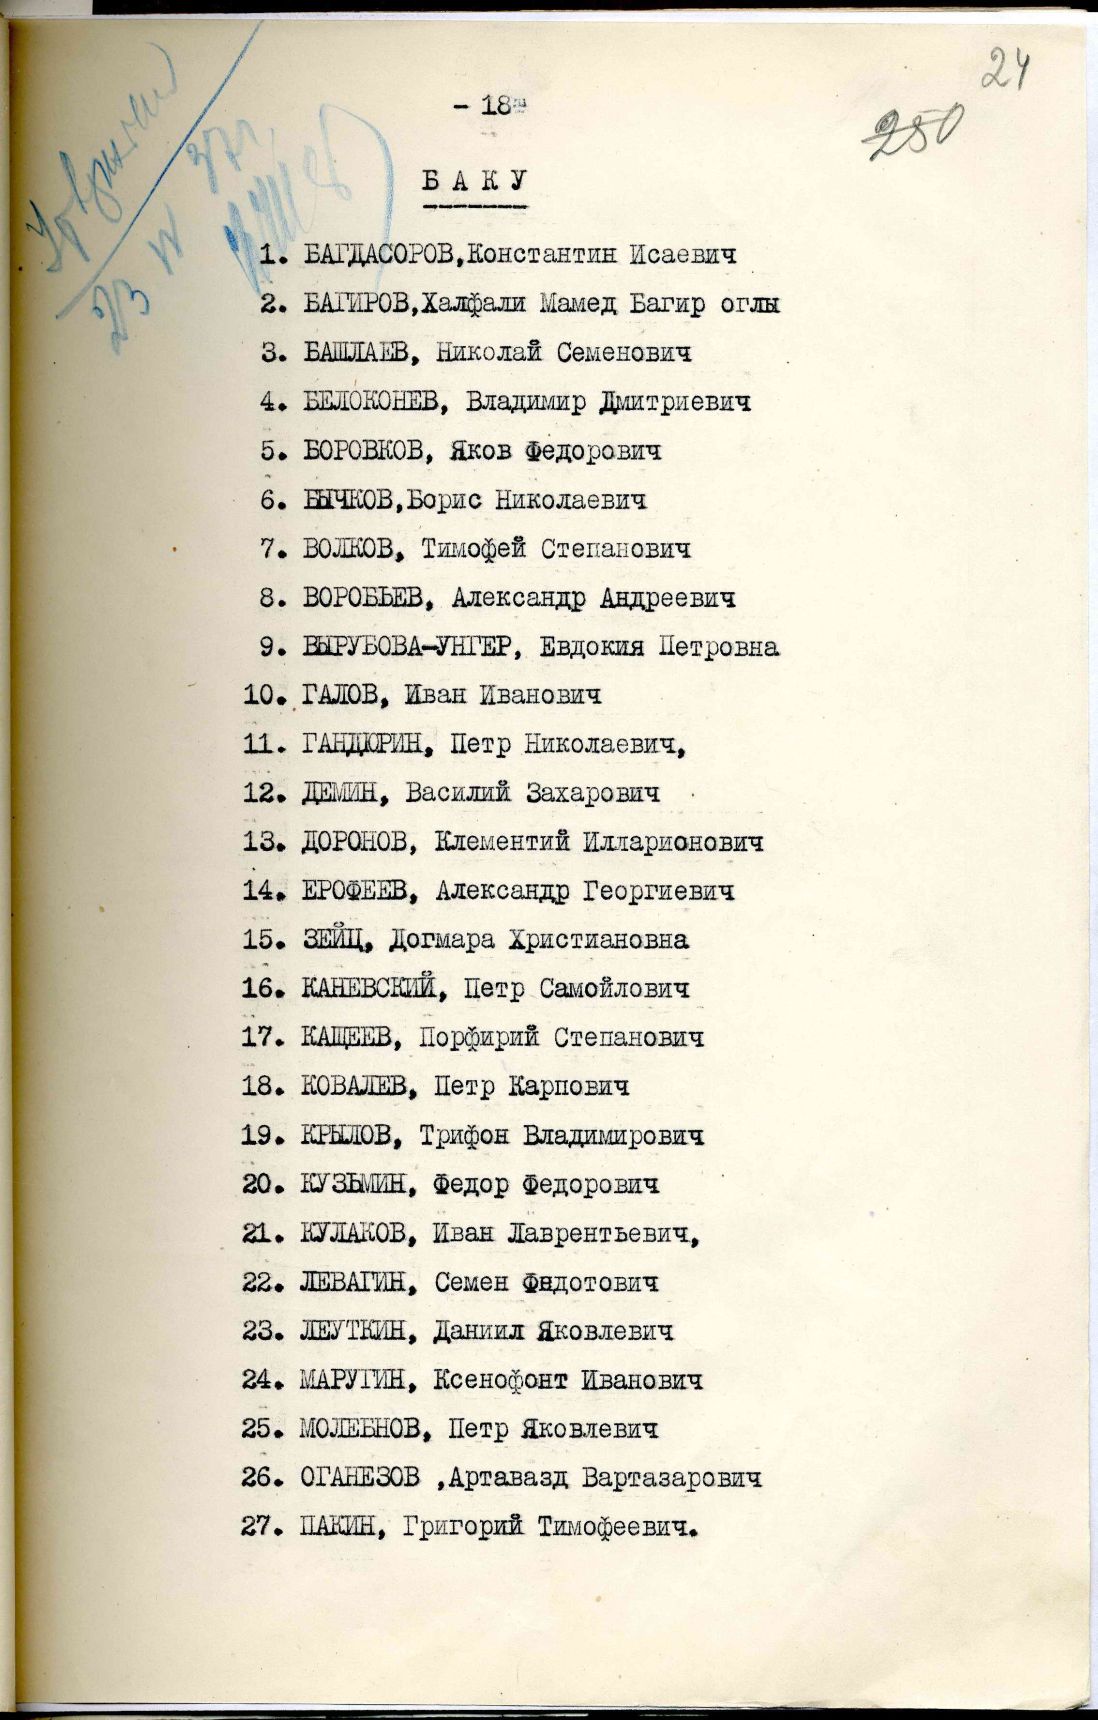 24
- 18 -
250
БАКУ
1. БАГДАСОРОВ,Константин Исаевич
2. БАГИРОВ,Халфали Мамед Багир оглы
3. БАШЛАЕВ, Николай Семенович
4. БЕЛОКОНЕВ, Владимир Дмитриевич
5. БОРОВКОВ, Яков Федорович
6. БЫЧКОВ,Борис Николаевич
7. ВОЛКОВ, Тимофей Степанович
8. ВОРОБЬЕВ, Александр Андреевич
9. ВЫРУБОВА-УНГЕР, Евдокия Петровна
10. ГАЛОВ, Иван Иванович
11. ГАНДЮРИН, Петр Николаевич,
12. ДЕМИН, Василий Захарович
13. ДОРОНОВ, Клементий Илларионович
14. ЕРОФЕЕВ, Александр Георгиевич
15. ЗЕЙЦ, Догмара Христиановна
16. КАНЕВСКИЙ, Петр Самойлович
17. КАЩЕЕВ, Порфирий Степанович
18. КОВАЛЕВ, Петр Карпович
19. КРЫЛОВ, Трифон Владимирович
20. КУЗЬМИН, Федор Федорович
21. КУЛАКОВ, Иван Лаврентьевич,
22. ЛЕВАГИН, Семен Федотович
23. ЛЕУТКИН, Даниил Яковлевич
24. МАРУГИН, Ксенофонт Иванович
25. МОЛЕБНОВ, Петр Яковлевич
26. ОГАНЕЗОВ ,Артавазд Вартазарович
27. ПАКИН, Григорий Тимофеевич.